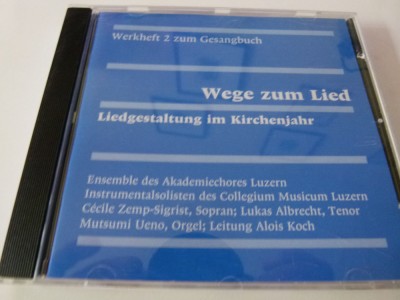 Werkheft 2 zum Gesangbuch
Wege zum Lied
Liedgestaltung im Kirchenjahr
Ensemble des Akademiechores Luzern
Instrumentalsolisten des Collegium Musicum Luzern
Cécile Zemp-Sigrist, Sopran; Lukas Albrecht, Tenor
Mutsumi Ueno, Orgel; Leitung Alois Koch